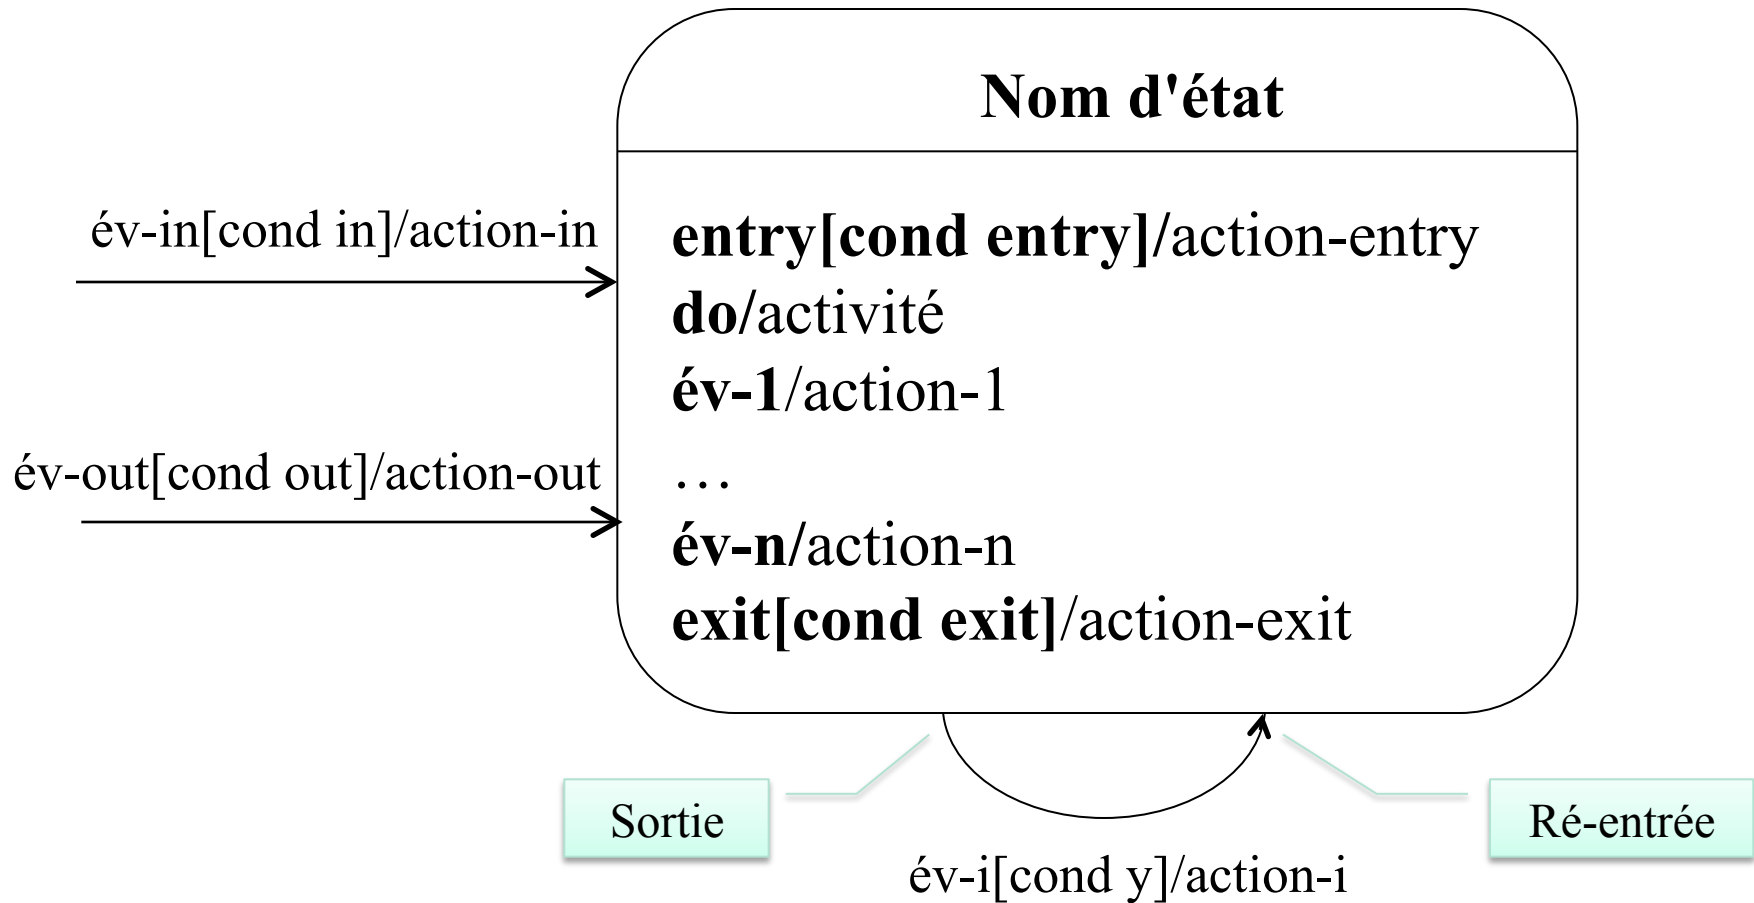 Nom d'état
év-in[cond in]/action-in
entry[cond entry]/action-entry
do/activité
év-1/action-1
év-out[cond out]/action-out
…
év-n/action-n
exit[cond exit]/action-exit
Sortie
Ré-entrée
év-i[cond y]/action-i